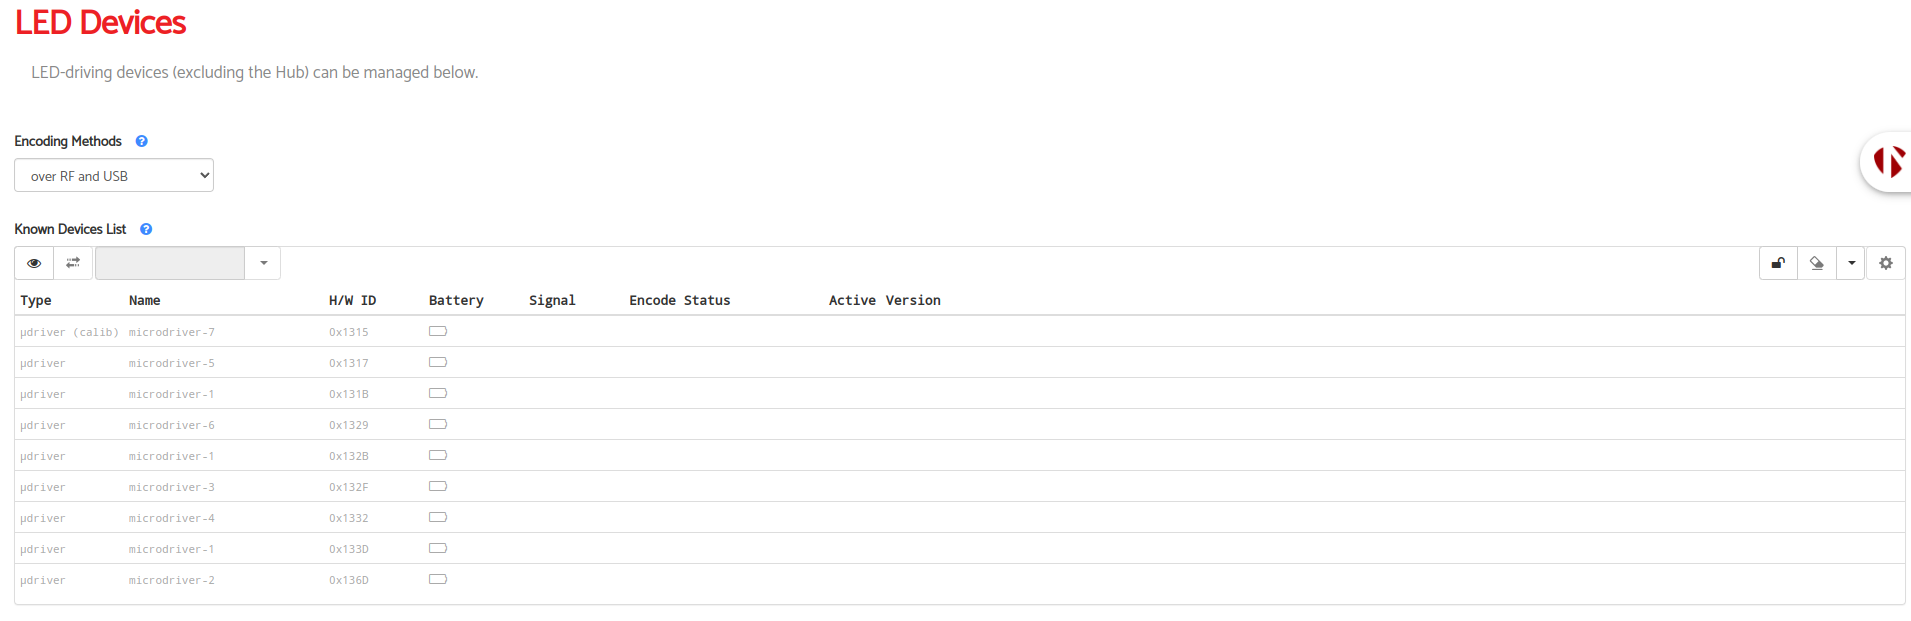 LED Devices
LED-driving devices (excluding the Hub) can be managed below.
Encoding Methods
over RF and USB
Known Devices List
Type Name H/W ID Battery Signal Encode Status Active Version
µdriver (calib) microdriver-7 0x1315
µdriver microdriver-5 0x1317
µdriver microdriver-1 0x131B
µdriver microdriver-6 0x1329
µdriver microdriver-1 0x132B
µdriver microdriver-3 0x132F
µdriver microdriver-4 0x1332
µdriver microdriver-1 0x133D
µdriver microdriver-2 0x136D